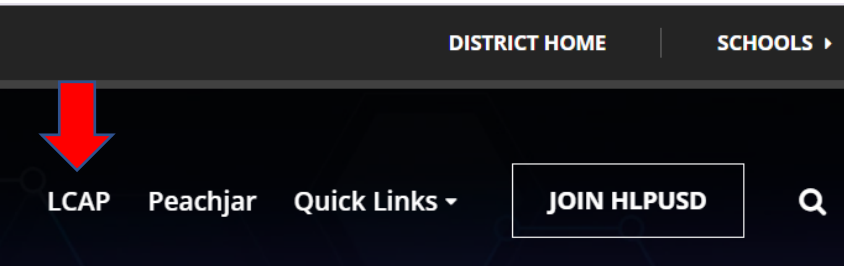 DISTRICT HOME SCHOOLS
LCAP Peachjar Quick Links JOIN HLPUSD